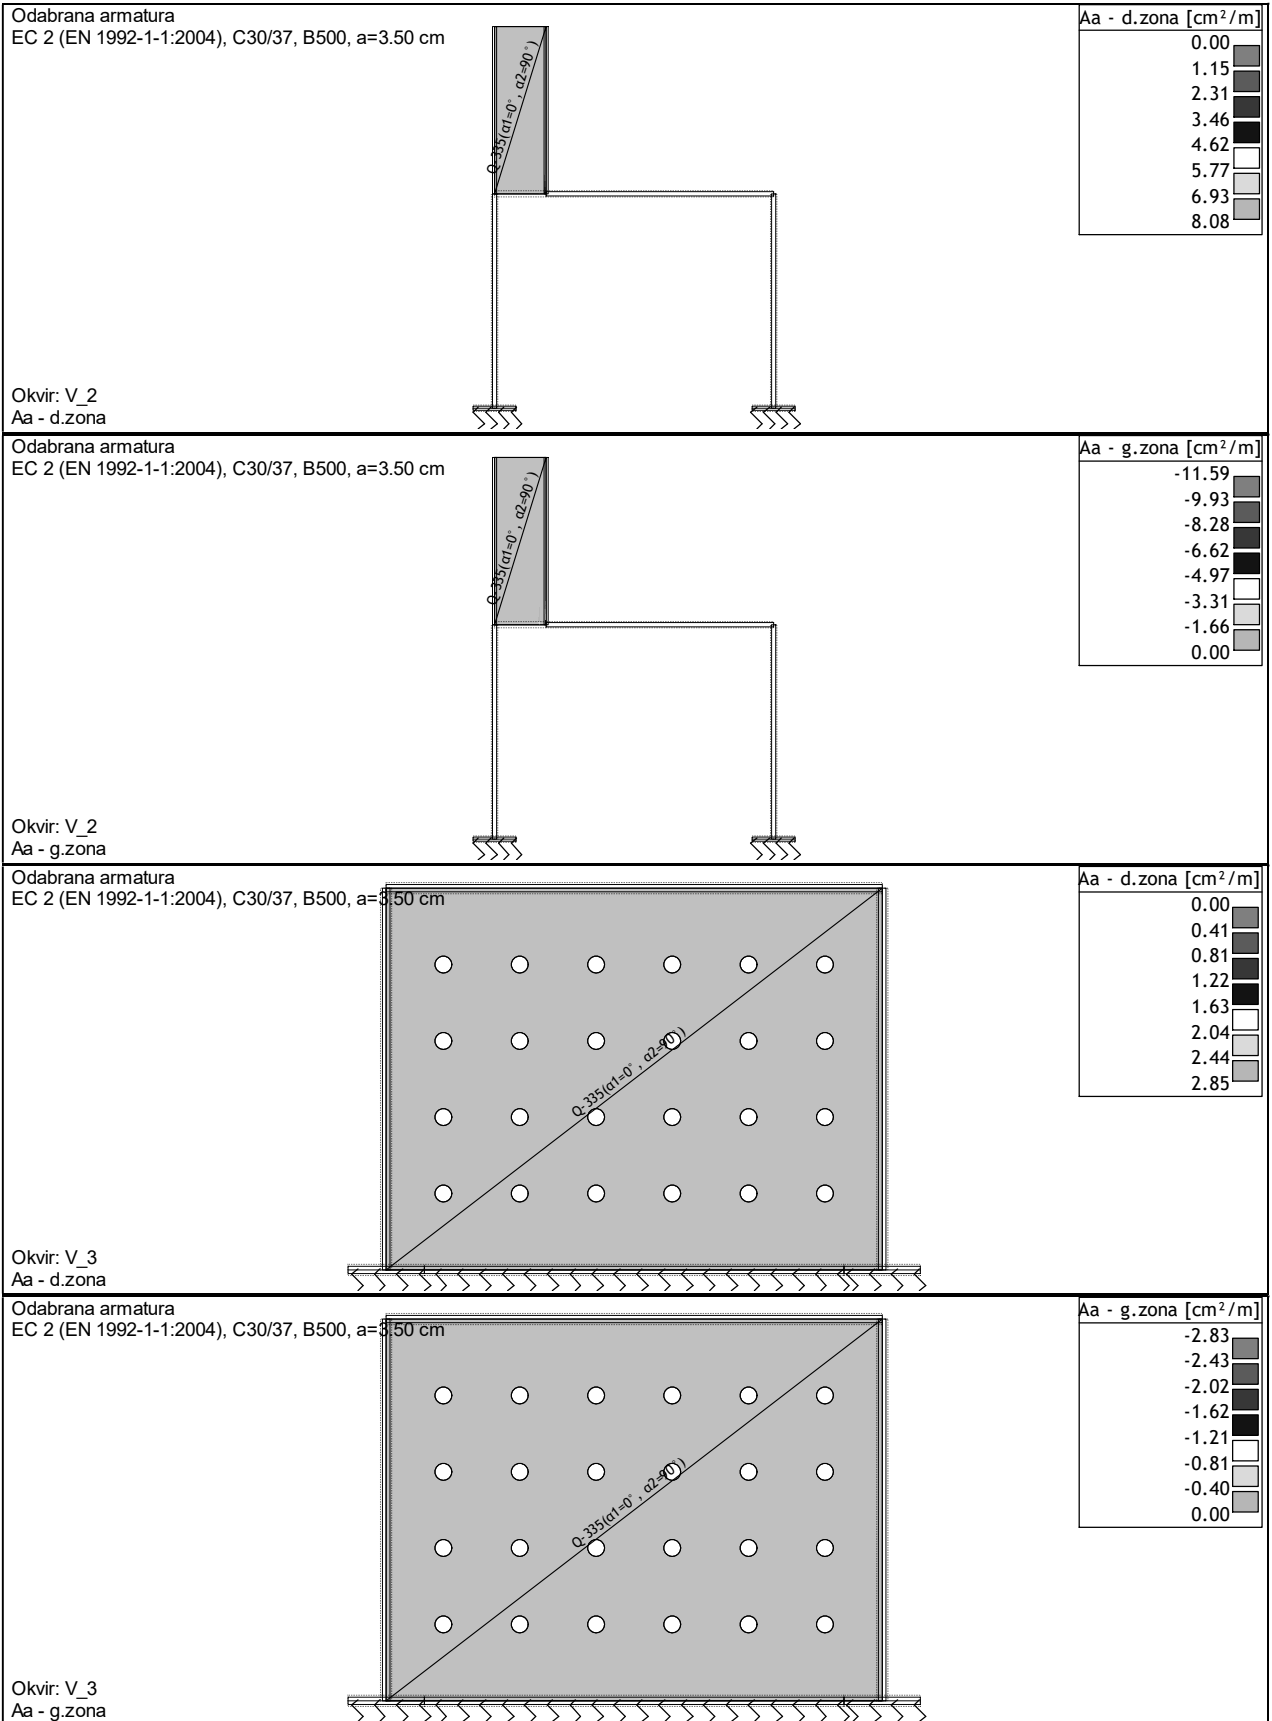 Odabrana armatura
EC 2 (EN 1992-1-1:2004), C30/37, B500, a=3.50 cm
Q-335(α1=0°, α2=90°)
Okvir: V_2
Aa - d.zona
Aa - d.zona [cm²/m]
0.00
1.15
2.31
3.46
4.62
5.77
6.93
8.08
Odabrana armatura
EC 2 (EN 1992-1-1:2004), C30/37, B500, a=3.50 cm
Q-335(α1=0°, α2=90°)
Okvir: V_2
Aa - g.zona
Aa - g.zona [cm²/m]
-11.59
-9.93
-8.28
-6.62
-4.97
-3.31
-1.66
0.00
Odabrana armatura
EC 2 (EN 1992-1-1:2004), C30/37, B500, a=3.50 cm
Q-335(α1=0°, α2=90°)
Okvir: V_3
Aa - d.zona
Aa - d.zona [cm²/m]
0.00
0.41
0.81
1.22
1.63
2.04
2.44
2.85
Odabrana armatura
EC 2 (EN 1992-1-1:2004), C30/37, B500, a=3.50 cm
Q-335(α1=0°, α2=90°)
Okvir: V_3
Aa - g.zona
Aa - g.zona [cm²/m]
-2.83
-2.43
-2.02
-1.62
-1.21
-0.81
-0.40
0.00